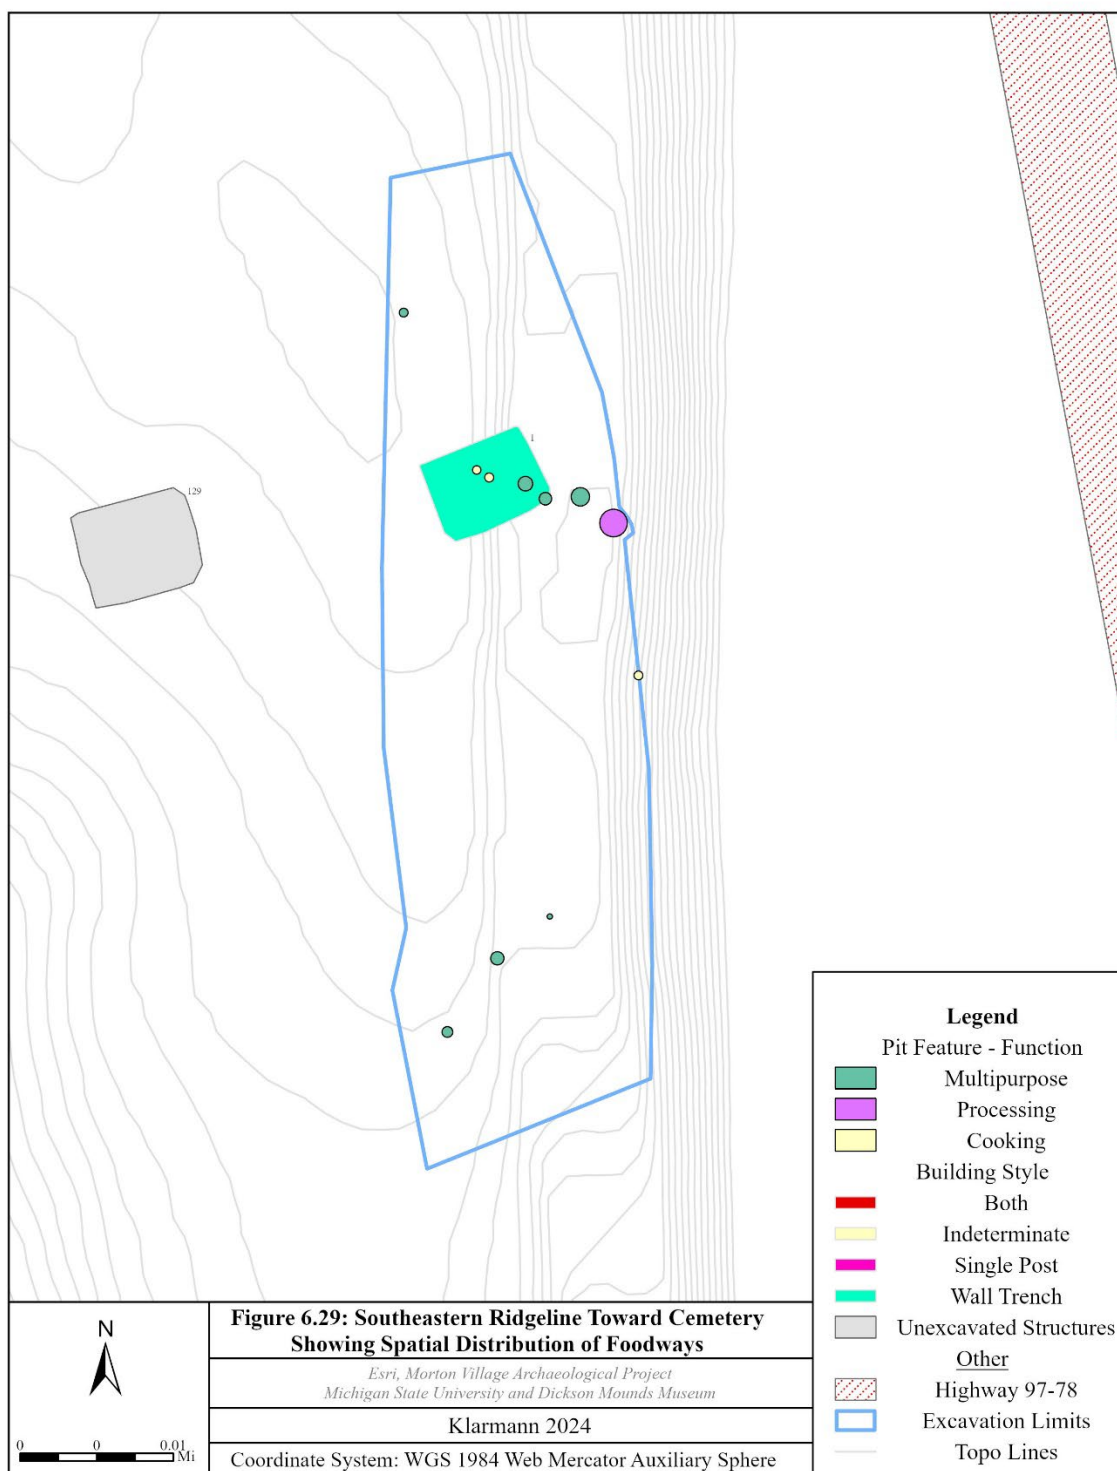 1
129
Legend
Pit Feature - Function
Multipurpose
Processing
Cooking
Building Style
Both
Indeterminate
Single Post
Wall Trench
Unexcavated Structures
Other
Highway 97-78
Excavation Limits
Topo Lines
N
0 0 0.01
Mi
Figure 6.29: Southeastern Ridgeline Toward Cemetery
Showing Spatial Distribution of Foodways
Esri, Morton Village Archaeological Project
Michigan State University and Dickson Mounds Museum
Klarmann 2024
Coordinate System: WGS 1984 Web Mercator Auxiliary Sphere